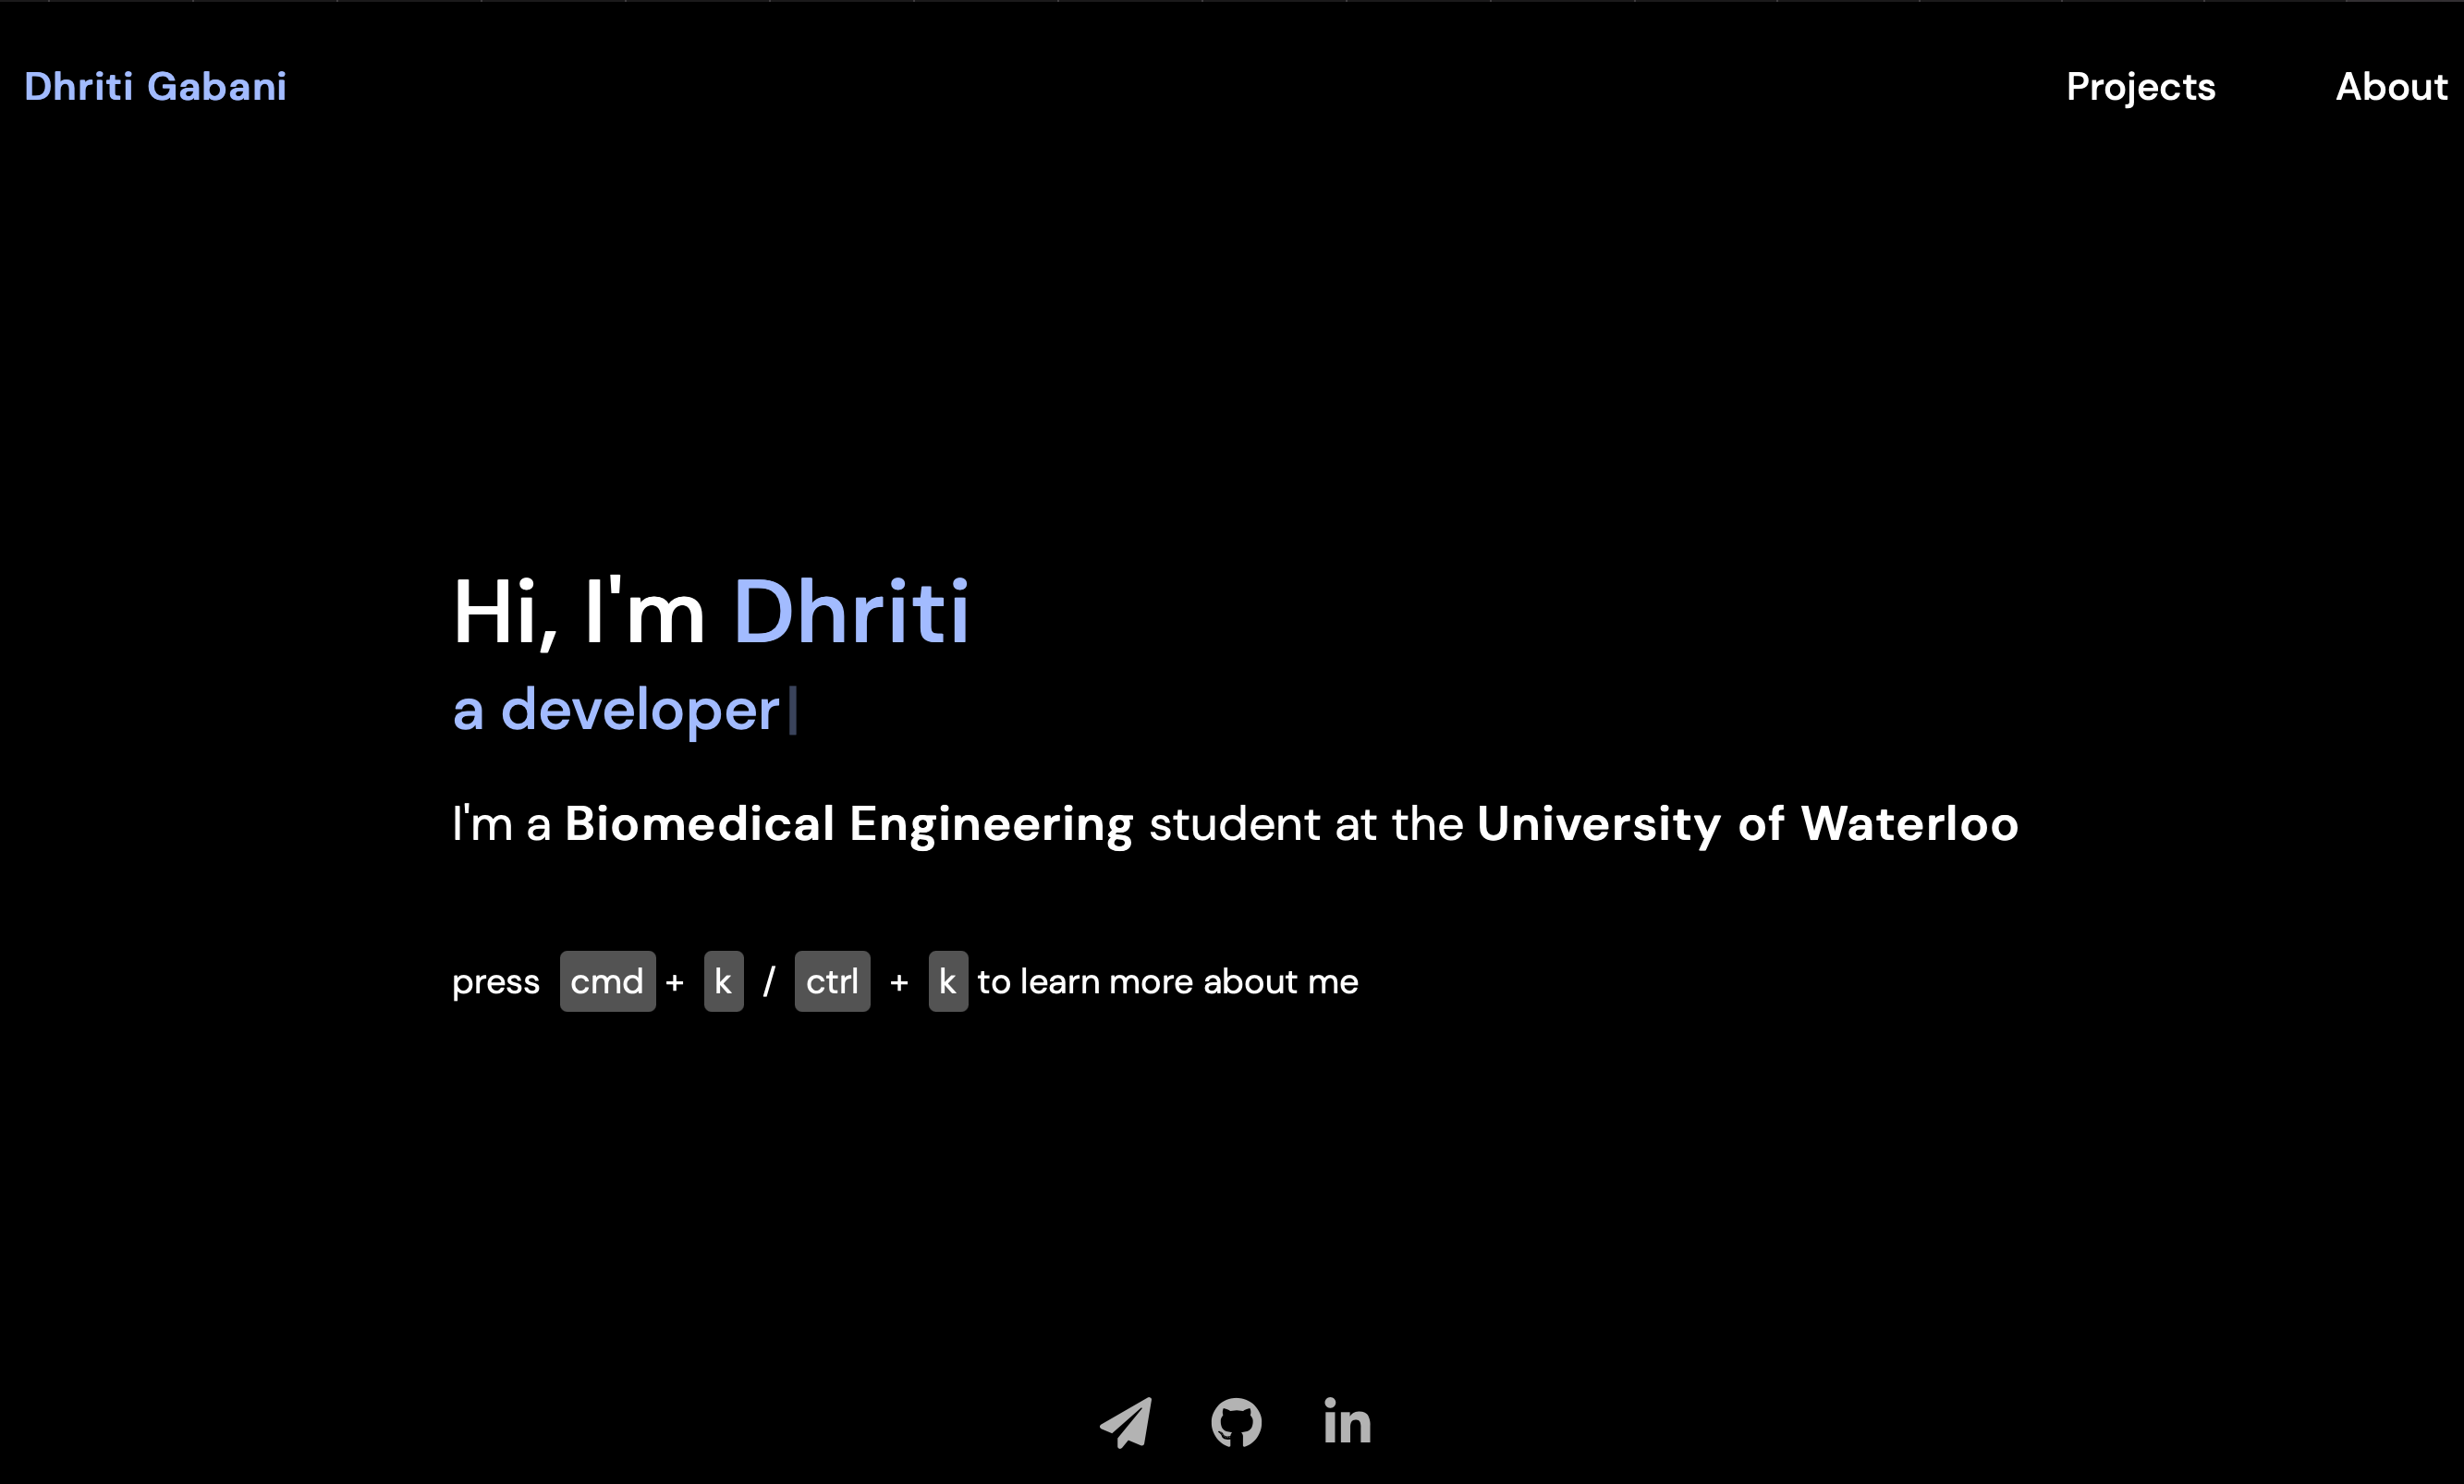 Dhriti Gabani
Projects
About
Hi, I'm Dhriti
a developer
I'm a Biomedical Engineering student at the University of Waterloo
press cmd + k / ctrl + k to learn more about me
in